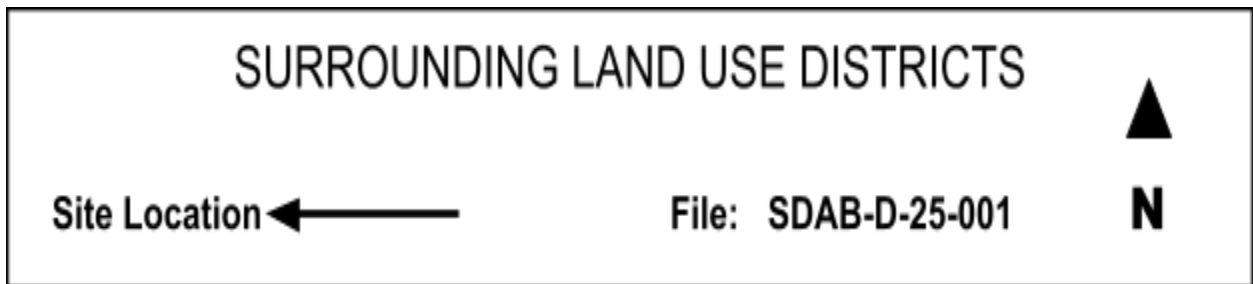 SURROUNDING LAND USE DISTRICTS
Site Location
File: SDAB-D-25-001
N